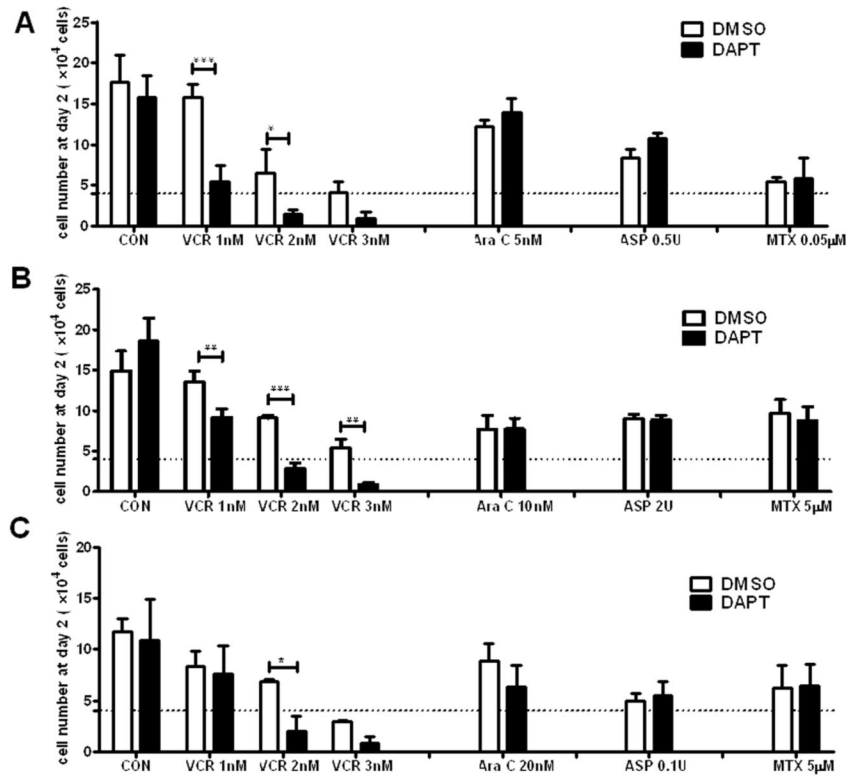 A
cell number at day 2 ( ×10⁴ cells)
25
20
15
10
5
0
DMSO
DAPT
***
*
CON VCR 1nM VCR 2nM VCR 3nM Ara C 5nM ASP 0.5U MTX 0.05µM
B
cell number at day 2 ( ×10⁴ cells)
25
20
15
10
5
0
DMSO
DAPT
**
***
**
CON VCR 1nM VCR 2nM VCR 3nM Ara C 10nM ASP 2U MTX 5µM
C
cell number at day 2 ( ×10⁴ cells)
20
15
10
5
0
DMSO
DAPT
*
CON VCR 1nM VCR 2nM VCR 3nM Ara C 20nM ASP 0.1U MTX 5µM